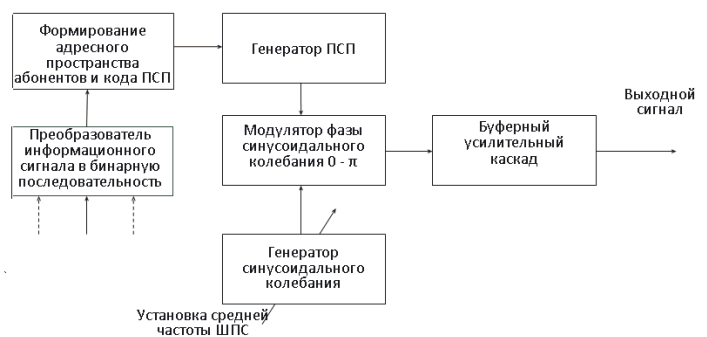 Формирование
адресного
пространства
абонентов и кода ПСП
Генератор ПСП
Преобразователь
информационного
сигнала в бинарную
последовательность
Модулятор фазы
синусоидального
колебания 0 - π
Буферный
усилительный
каскад
Выходной
сигнал
Генератор
синусоидального
колебания
Установка средней
частоты ШПС